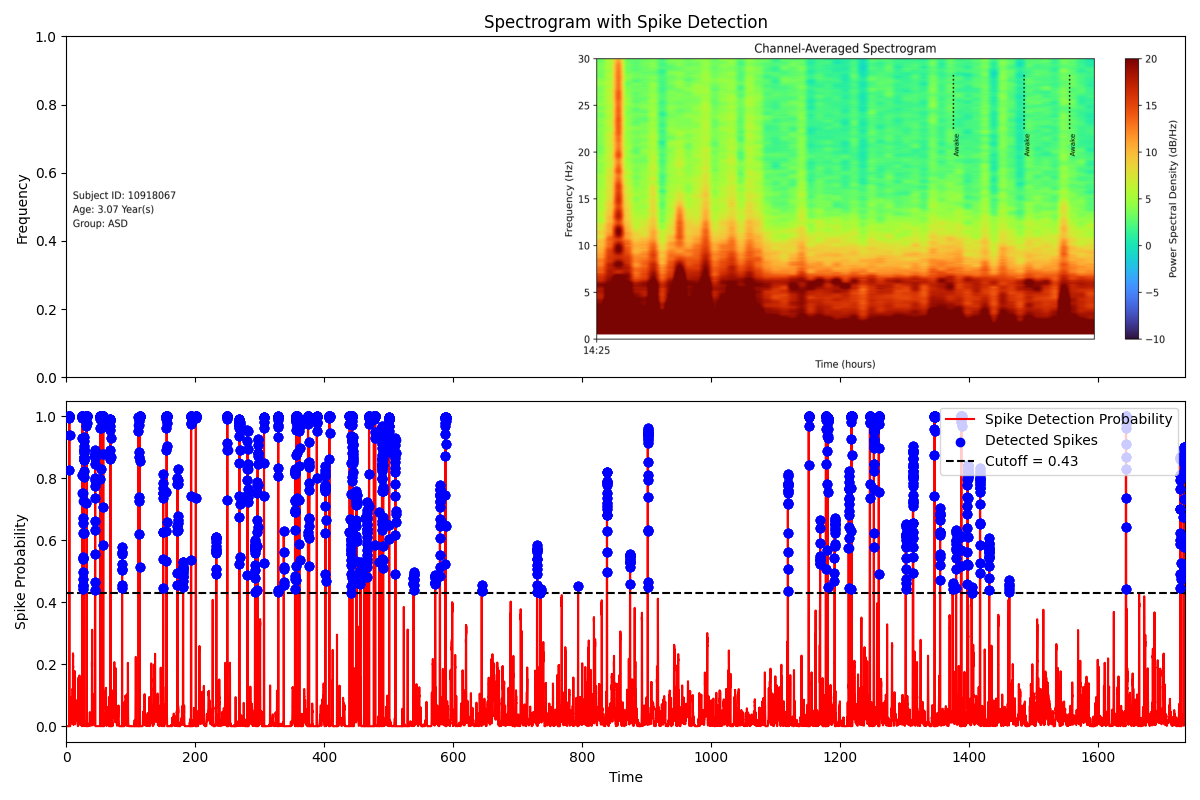 Spectrogram with Spike Detection
1.0
0.8
0.6
0.4
0.2
0.0
Frequency
Subject ID: 10918067
Age: 3.07 Year(s)
Group: ASD
Channel-Averaged Spectrogram
30
25
20
15
10
5
0
Frequency (Hz)
Awake
Awake
Awake
14:25
Time (hours)
20
15
10
5
0
−5
−10
Power Spectral Density (dB/Hz)
1.0
0.8
0.6
0.4
0.2
0.0
Spike Probability
Spike Detection Probability
Detected Spikes
Cutoff = 0.43
0 200 400 600 800 1000 1200 1400 1600
Time